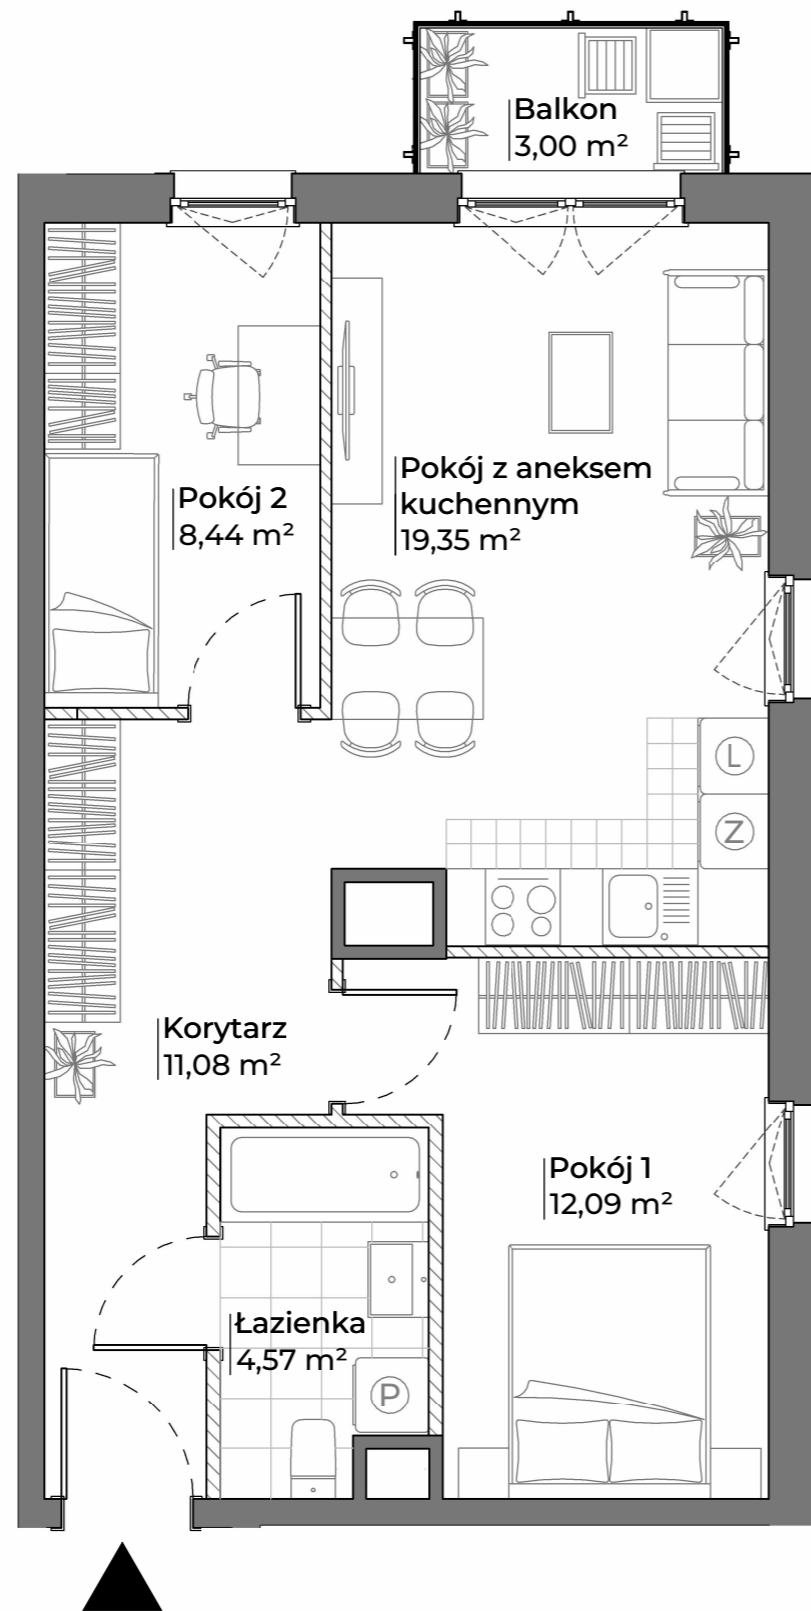 Balkon
3,00 m²
Pokój 2
8,44 m²
Pokój z aneksem
kuchennym
19,35 m²
L
Z
Korytarz
11,08 m²
Pokój 1
12,09 m²
Łazienka
4,57 m²
P